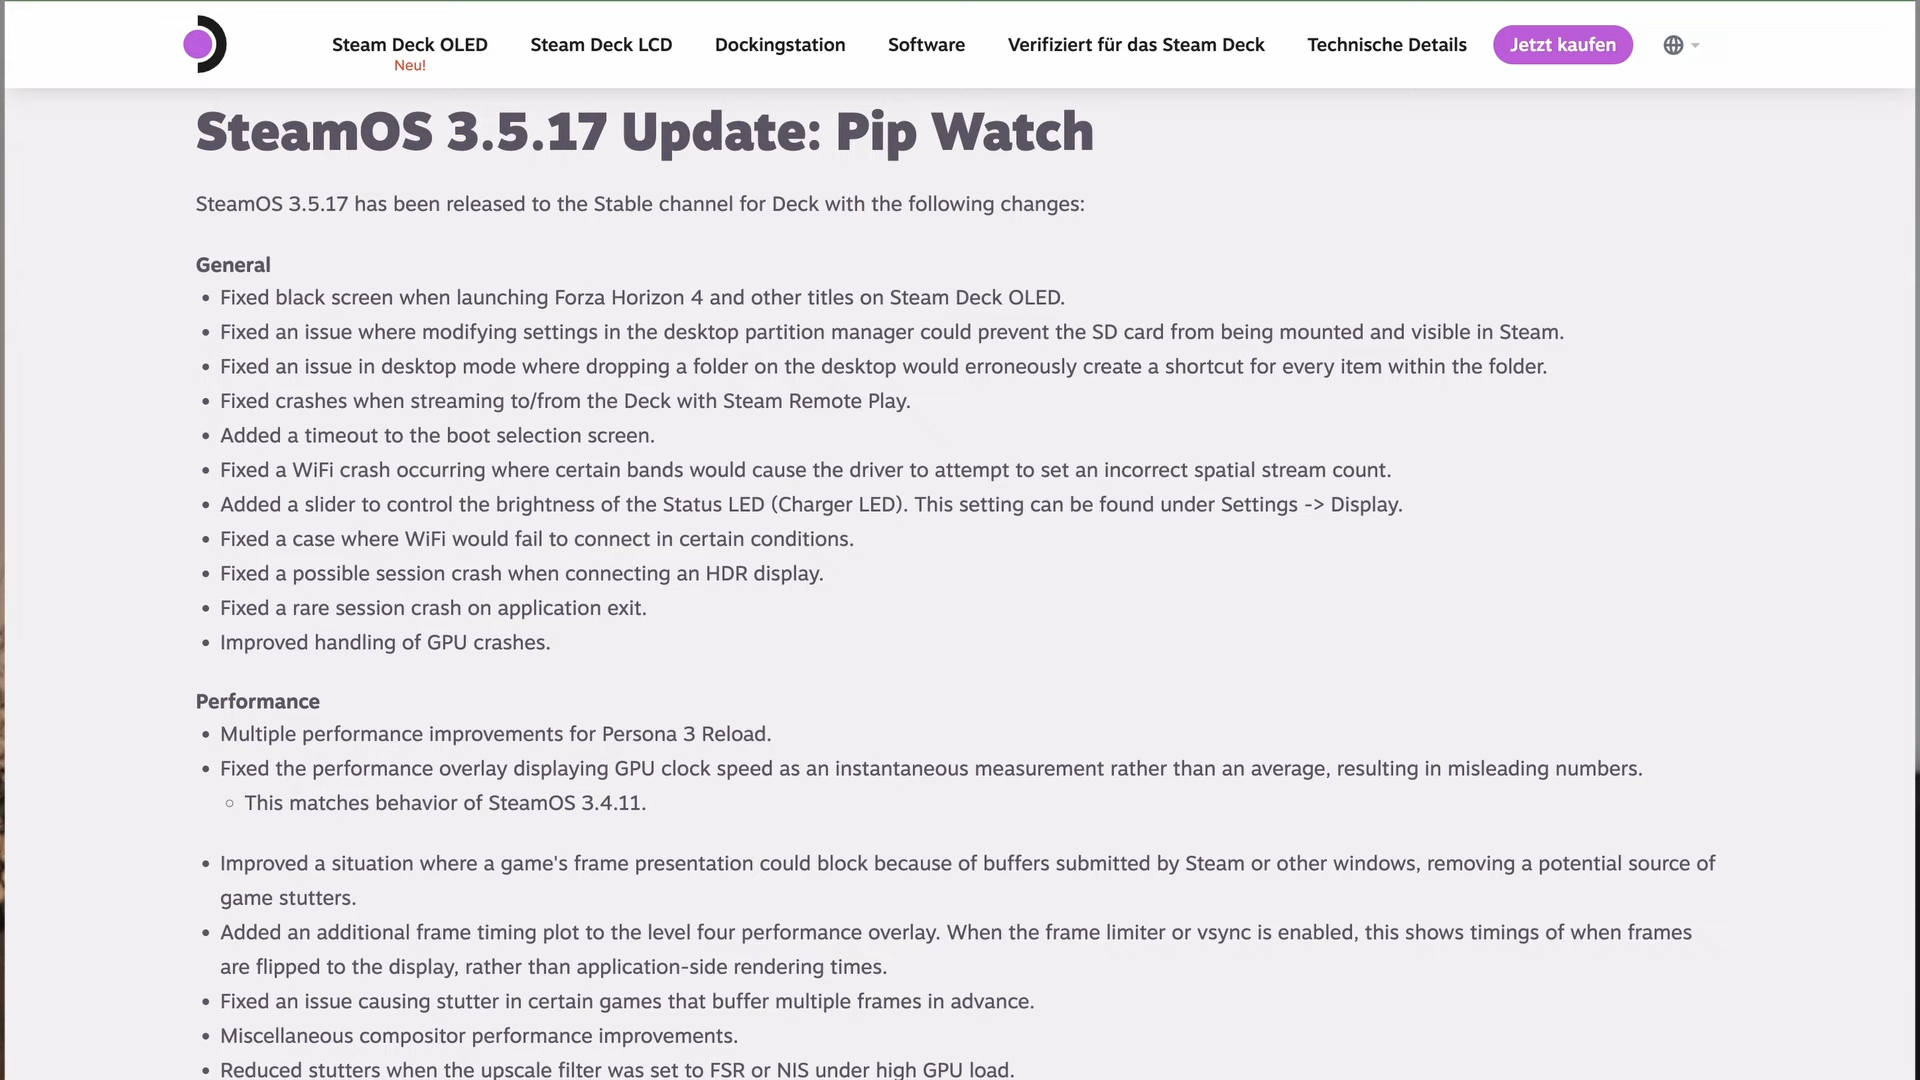 Steam Deck OLED
Neu!
Steam Deck LCD
Dockingstation
Software
Verifiziert für das Steam Deck
Technische Details
Jetzt kaufen
SteamOS 3.5.17 Update: Pip Watch
SteamOS 3.5.17 has been released to the Stable channel for Deck with the following changes:
General
• Fixed black screen when launching Forza Horizon 4 and other titles on Steam Deck OLED.
• Fixed an issue where modifying settings in the desktop partition manager could prevent the SD card from being mounted and visible in Steam.
• Fixed an issue in desktop mode where dropping a folder on the desktop would erroneously create a shortcut for every item within the folder.
• Fixed crashes when streaming to/from the Deck with Steam Remote Play.
• Added a timeout to the boot selection screen.
• Fixed a WiFi crash occurring where certain bands would cause the driver to attempt to set an incorrect spatial stream count.
• Added a slider to control the brightness of the Status LED (Charger LED). This setting can be found under Settings -> Display.
• Fixed a case where WiFi would fail to connect in certain conditions.
• Fixed a possible session crash when connecting an HDR display.
• Fixed a rare session crash on application exit.
• Improved handling of GPU crashes.
Performance
• Multiple performance improvements for Persona 3 Reload.
• Fixed the performance overlay displaying GPU clock speed as an instantaneous measurement rather than an average, resulting in misleading numbers.
◦ This matches behavior of SteamOS 3.4.11.
• Improved a situation where a game's frame presentation could block because of buffers submitted by Steam or other windows, removing a potential source of
game stutters.
• Added an additional frame timing plot to the level four performance overlay. When the frame limiter or vsync is enabled, this shows timings of when frames
are flipped to the display, rather than application-side rendering times.
• Fixed an issue causing stutter in certain games that buffer multiple frames in advance.
• Miscellaneous compositor performance improvements.
• Reduced stutters when the upscale filter was set to FSR or NIS under high GPU load.